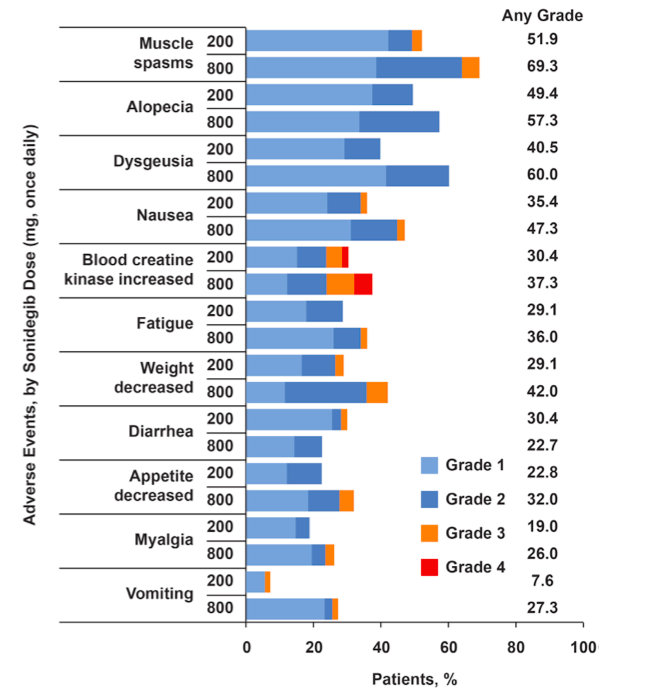 Any Grade
Adverse Events, by Sonidegib Dose (mg, once daily)
Muscle
spasms
200 51.9
800 69.3
Alopecia
200 49.4
800 57.3
Dysgeusia
200 40.5
800 60.0
Nausea
200 35.4
800 47.3
Blood creatine
kinase increased
200 30.4
800 37.3
Fatigue
200 29.1
800 36.0
Weight
decreased
200 29.1
800 42.0
Diarrhea
200 30.4
800 22.7
Appetite
decreased
200 22.8
800 32.0
Myalgia
200 19.0
800 26.0
Vomiting
200 7.6
800 27.3
Grade 1
Grade 2
Grade 3
Grade 4
0 20 40 60 80 100
Patients, %